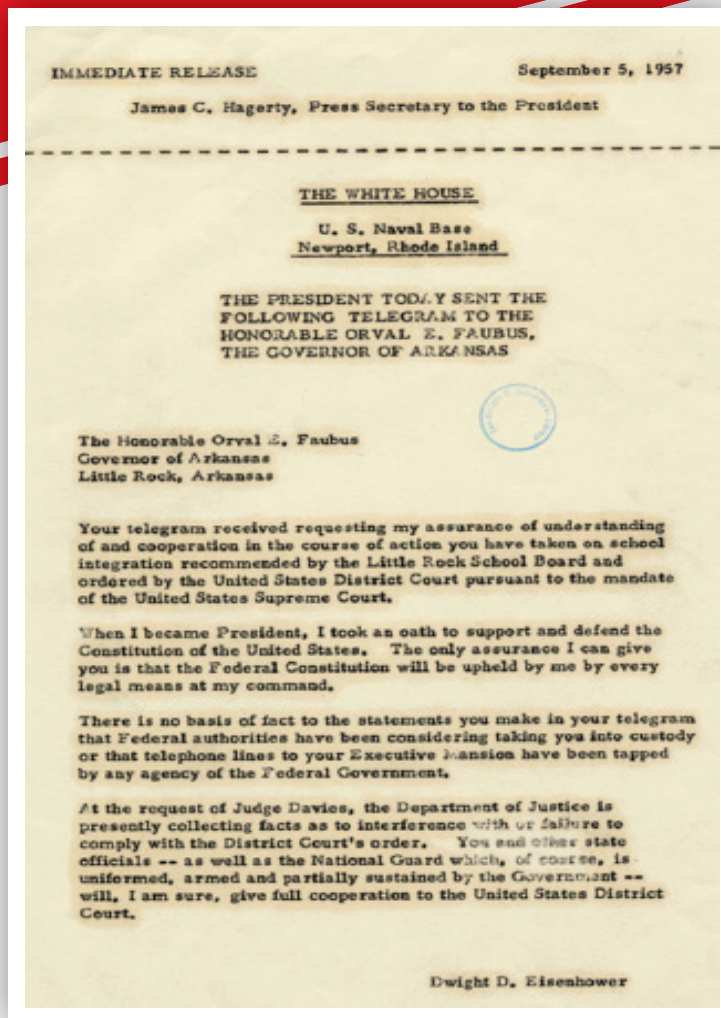 IMMEDIATE RELEASE September 5, 1957
James C. Hagerty, Press Secretary to the President
THE WHITE HOUSE
U. S. Naval Base
Newport, Rhode Island
THE PRESIDENT TODAY SENT THE
FOLLOWING TELEGRAM TO THE
HONORABLE ORVAL E. FAUBUS,
THE GOVERNOR OF ARKANSAS
The Honorable Orval E. Faubus
Governor of Arkansas
Little Rock, Arkansas
Your telegram received requesting my assurance of understanding
of and cooperation in the course of action you have taken on school
integration recommended by the Little Rock School Board and
ordered by the United States District Court pursuant to the mandate
of the United States Supreme Court.
When I became President, I took an oath to support and defend the
Constitution of the United States. The only assurance I can give
you is that the Federal Constitution will be upheld by me by every
legal means at my command.
There is no basis of fact to the statements you make in your telegram
that Federal authorities have been considering taking you into custody
or that telephone lines to your Executive Mansion have been tapped
by any agency of the Federal Government.
At the request of Judge Davies, the Department of Justice is
presently collecting facts as to interference with or failure to
comply with the District Court's order. You and other state
officials -- as well as the National Guard which, of course, is
uniformed, armed and partially sustained by the Government --
will, I am sure, give full cooperation to the United States District
Court.
Dwight D. Eisenhower